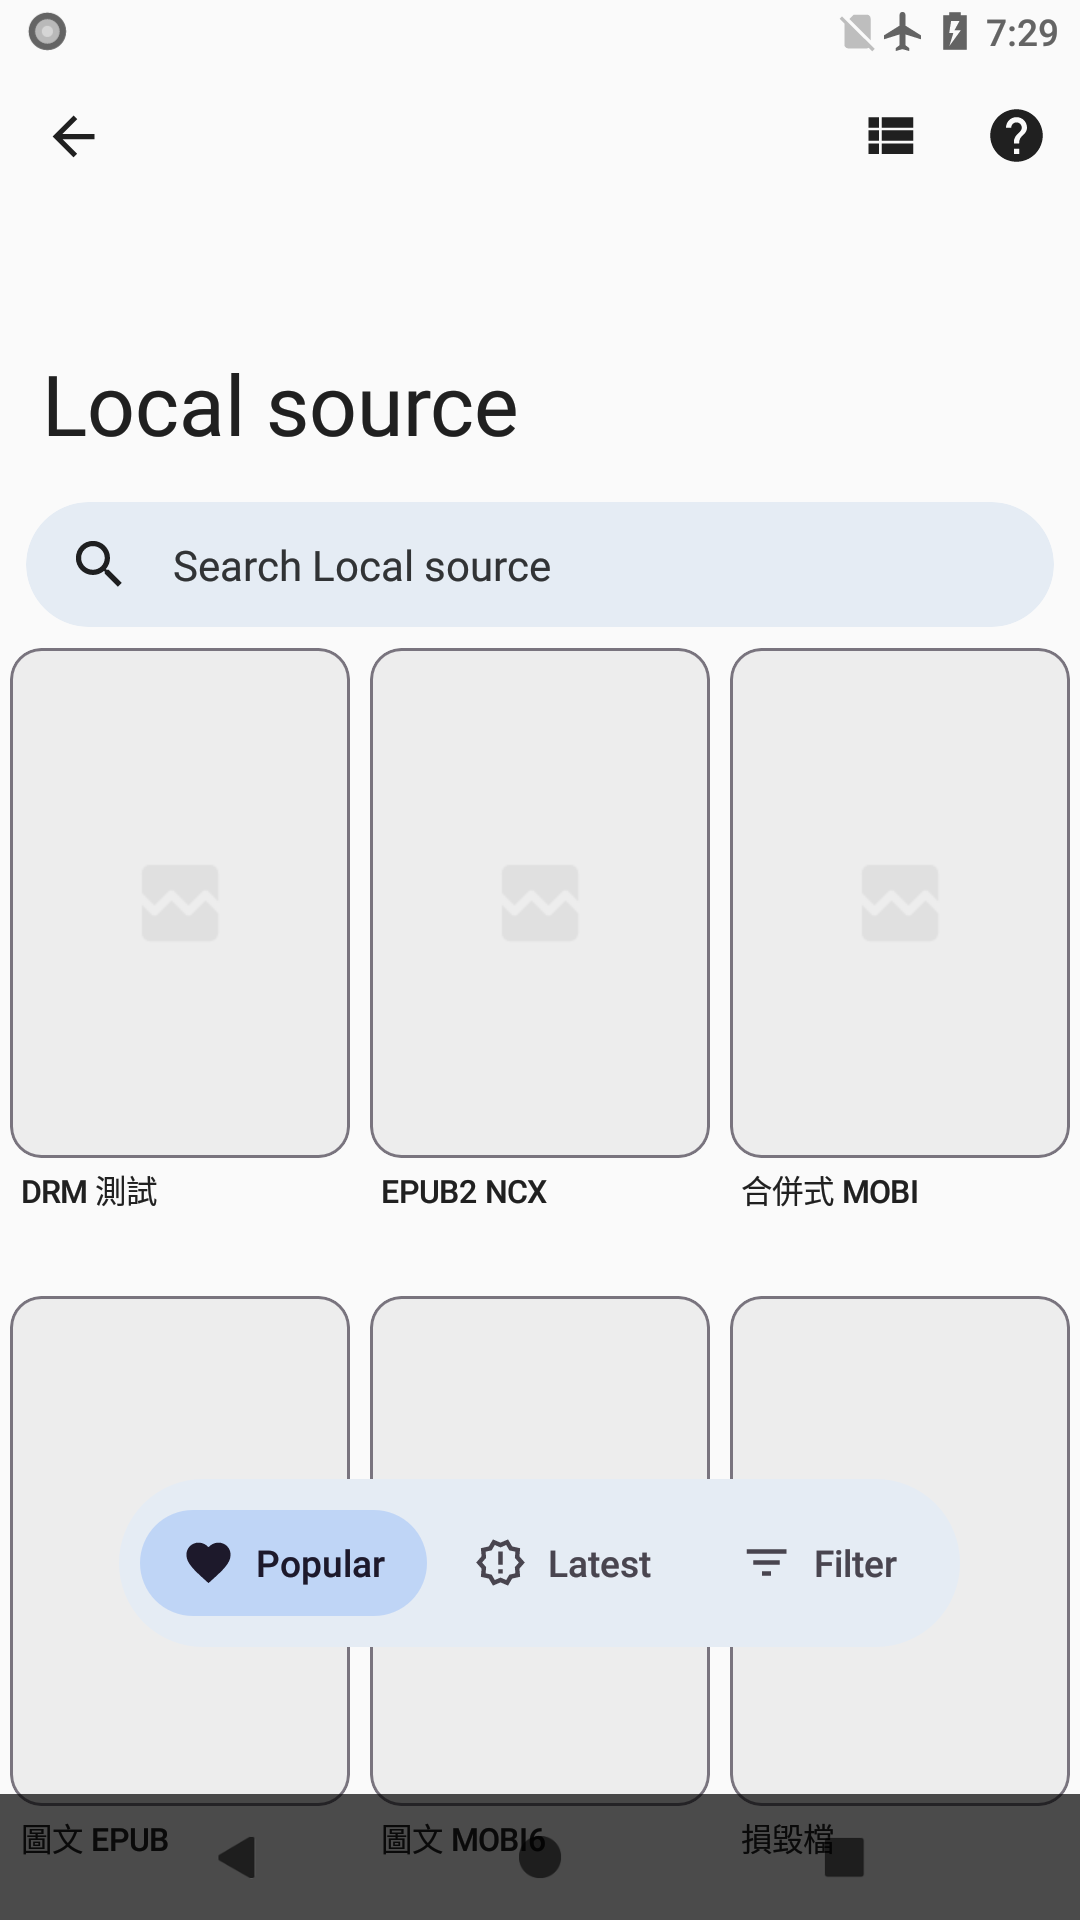 7:29
Local source
Search Local source
DRM 測試
EPUB2 NCX
合併式 MOBI
Popular
Latest
Filter
圖文 EPUB
圖文 MOBI6
損毀檔